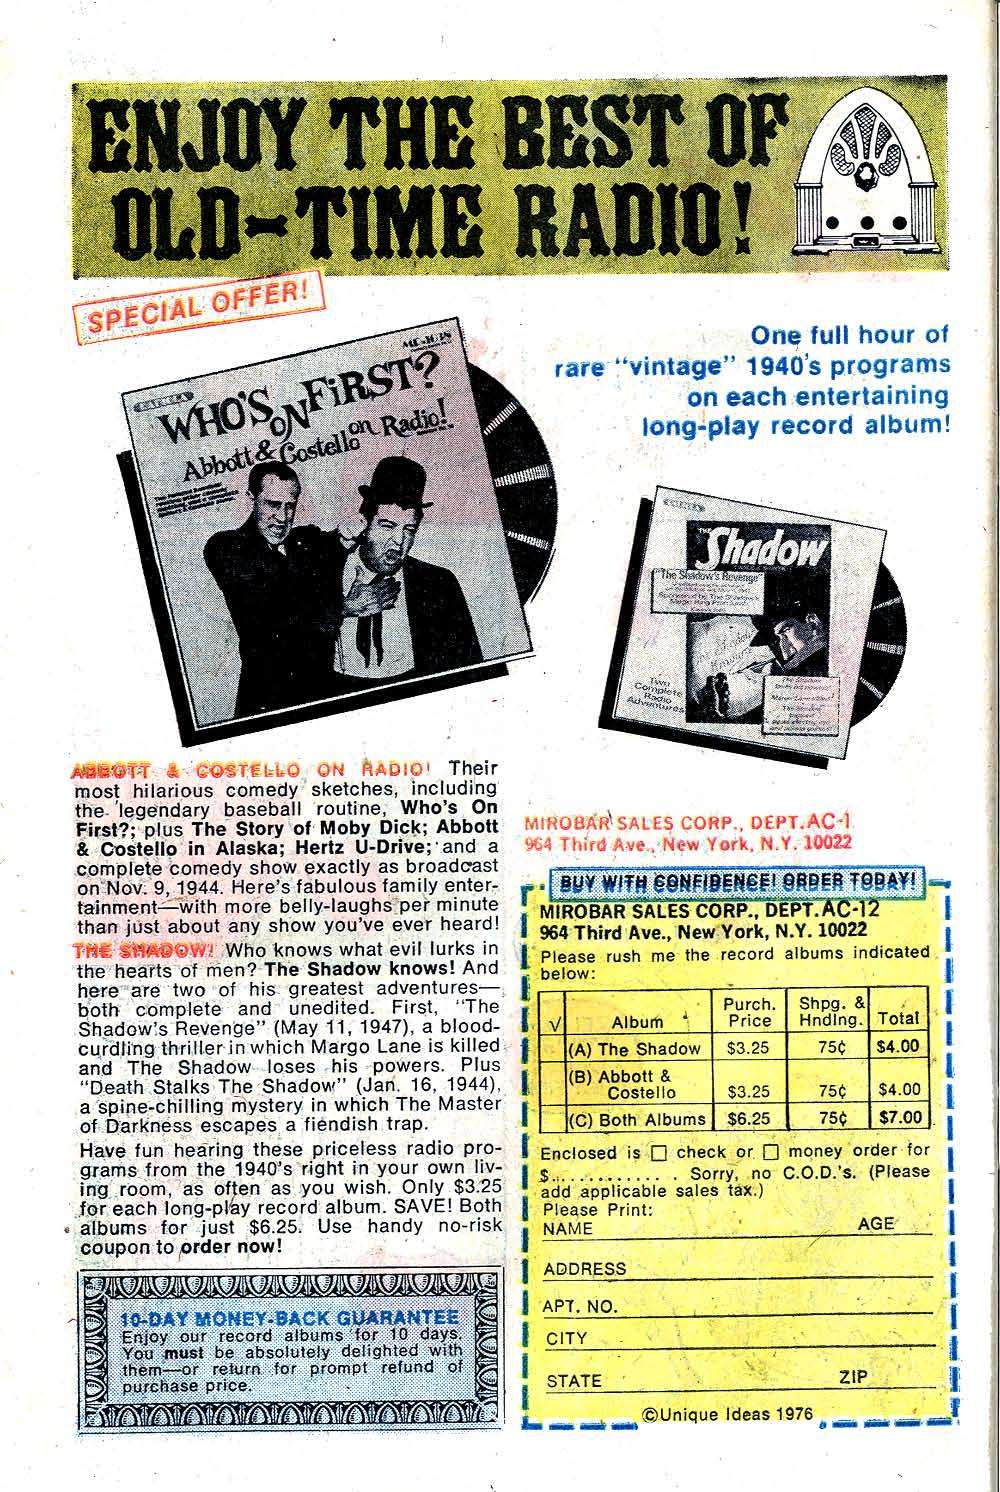 ENJOY THE BEST OF
OLD-TIME RADIO!
SPECIAL OFFER!
One full hour of
rare "vintage" 1940's programs
on each entertaining
long-play record album!
WHO'S ON FiRST?
Abbott & Costello on Radio!
THE Shadow
"The Shadow's Revenge"
Two
Complete
Radio
Adventures
ABBOTT & COSTELLO ON RADIO! Their
most hilarious comedy sketches, including
the legendary baseball routine, Who's On
First?; plus The Story of Moby Dick; Abbott
& Costello in Alaska; Hertz U-Drive; and a
complete comedy show exactly as broadcast
on Nov. 9, 1944. Here's fabulous family enter-
tainment—with more belly-laughs per minute
than just about any show you've ever heard!
THE SHADOW! Who knows what evil lurks in
the hearts of men? The Shadow knows! And
here are two of his greatest adventures—
both complete and unedited. First, "The
Shadow's Revenge" (May 11, 1947), a blood-
curdling thriller in which Margo Lane is killed
and The Shadow loses his powers. Plus
"Death Stalks The Shadow" (Jan. 16, 1944),
a spine-chilling mystery in which The Master
of Darkness escapes a fiendish trap.
Have fun hearing these priceless radio pro-
grams from the 1940's right in your own liv-
ing room, as often as you wish. Only $3.25
for each long-play record album. SAVE! Both
albums for just $6.25. Use handy no-risk
coupon to order now!
10-DAY MONEY-BACK GUARANTEE
Enjoy our record albums for 10 days.
You must be absolutely delighted with
them—or return for prompt refund of
purchase price.
MIROBAR SALES CORP., DEPT. AC-1
964 Third Ave., New York, N.Y. 10022
BUY WITH CONFIDENCE! ORDER TODAY!
MIROBAR SALES CORP., DEPT. AC-12
964 Third Ave., New York, N.Y. 10022
Please rush me the record albums indicated
below:
√ Album Purch. Price Shpg. & Hndlng. Total
(A) The Shadow $3.25 75¢ $4.00
(B) Abbott & Costello $3.25 75¢ $4.00
(C) Both Albums $6.25 75¢ $7.00
Enclosed is □ check or □ money order for
$............. Sorry, no C.O.D.'s. (Please
add applicable sales tax.)
Please Print:
NAME AGE
ADDRESS
APT. NO.
CITY
STATE ZIP
©Unique Ideas 1976